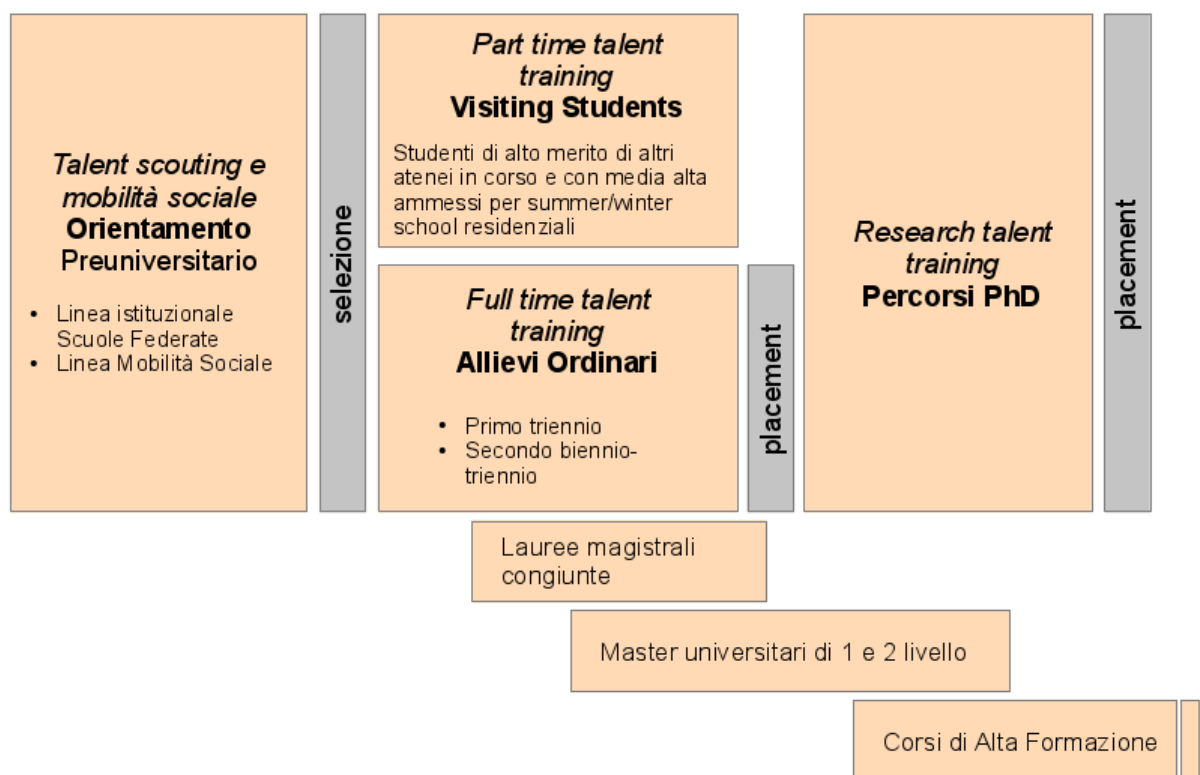 Talent scouting e
mobilità sociale
Orientamento
Preuniversitario
• Linea istituzionale
Scuole Federate
• Linea Mobilità Sociale
selezione
Part time talent
training
Visiting Students
Studenti di alto merito di altri
atenei in corso e con media alta
ammessi per summer/winter
school residenziali
Full time talent
training
Allievi Ordinari
• Primo triennio
• Secondo biennio-
triennio
placement
Research talent
training
Percorsi PhD
placement
Lauree magistrali
congiunte
Master universitari di 1 e 2 livello
Corsi di Alta Formazione